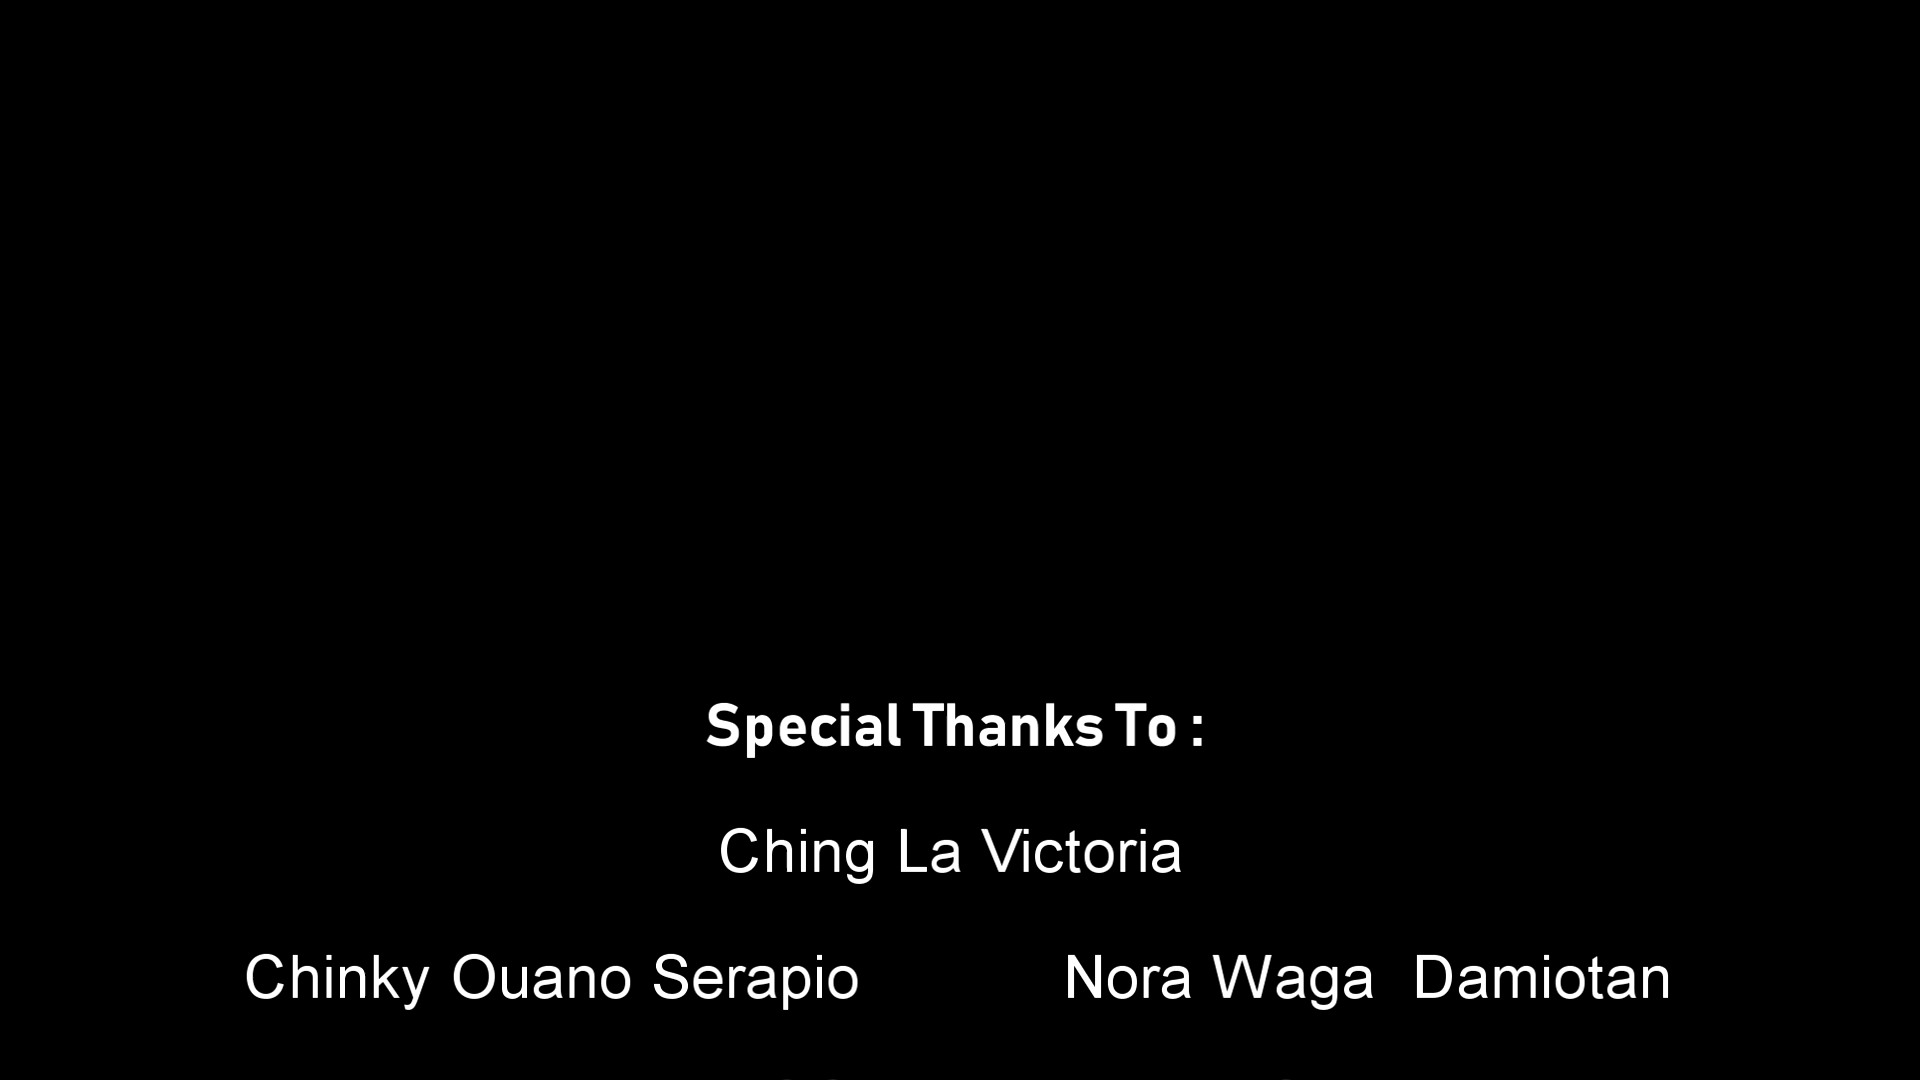 Special Thanks To :
Ching La Victoria
Chinky Ouano Serapio Nora Waga Damiotan